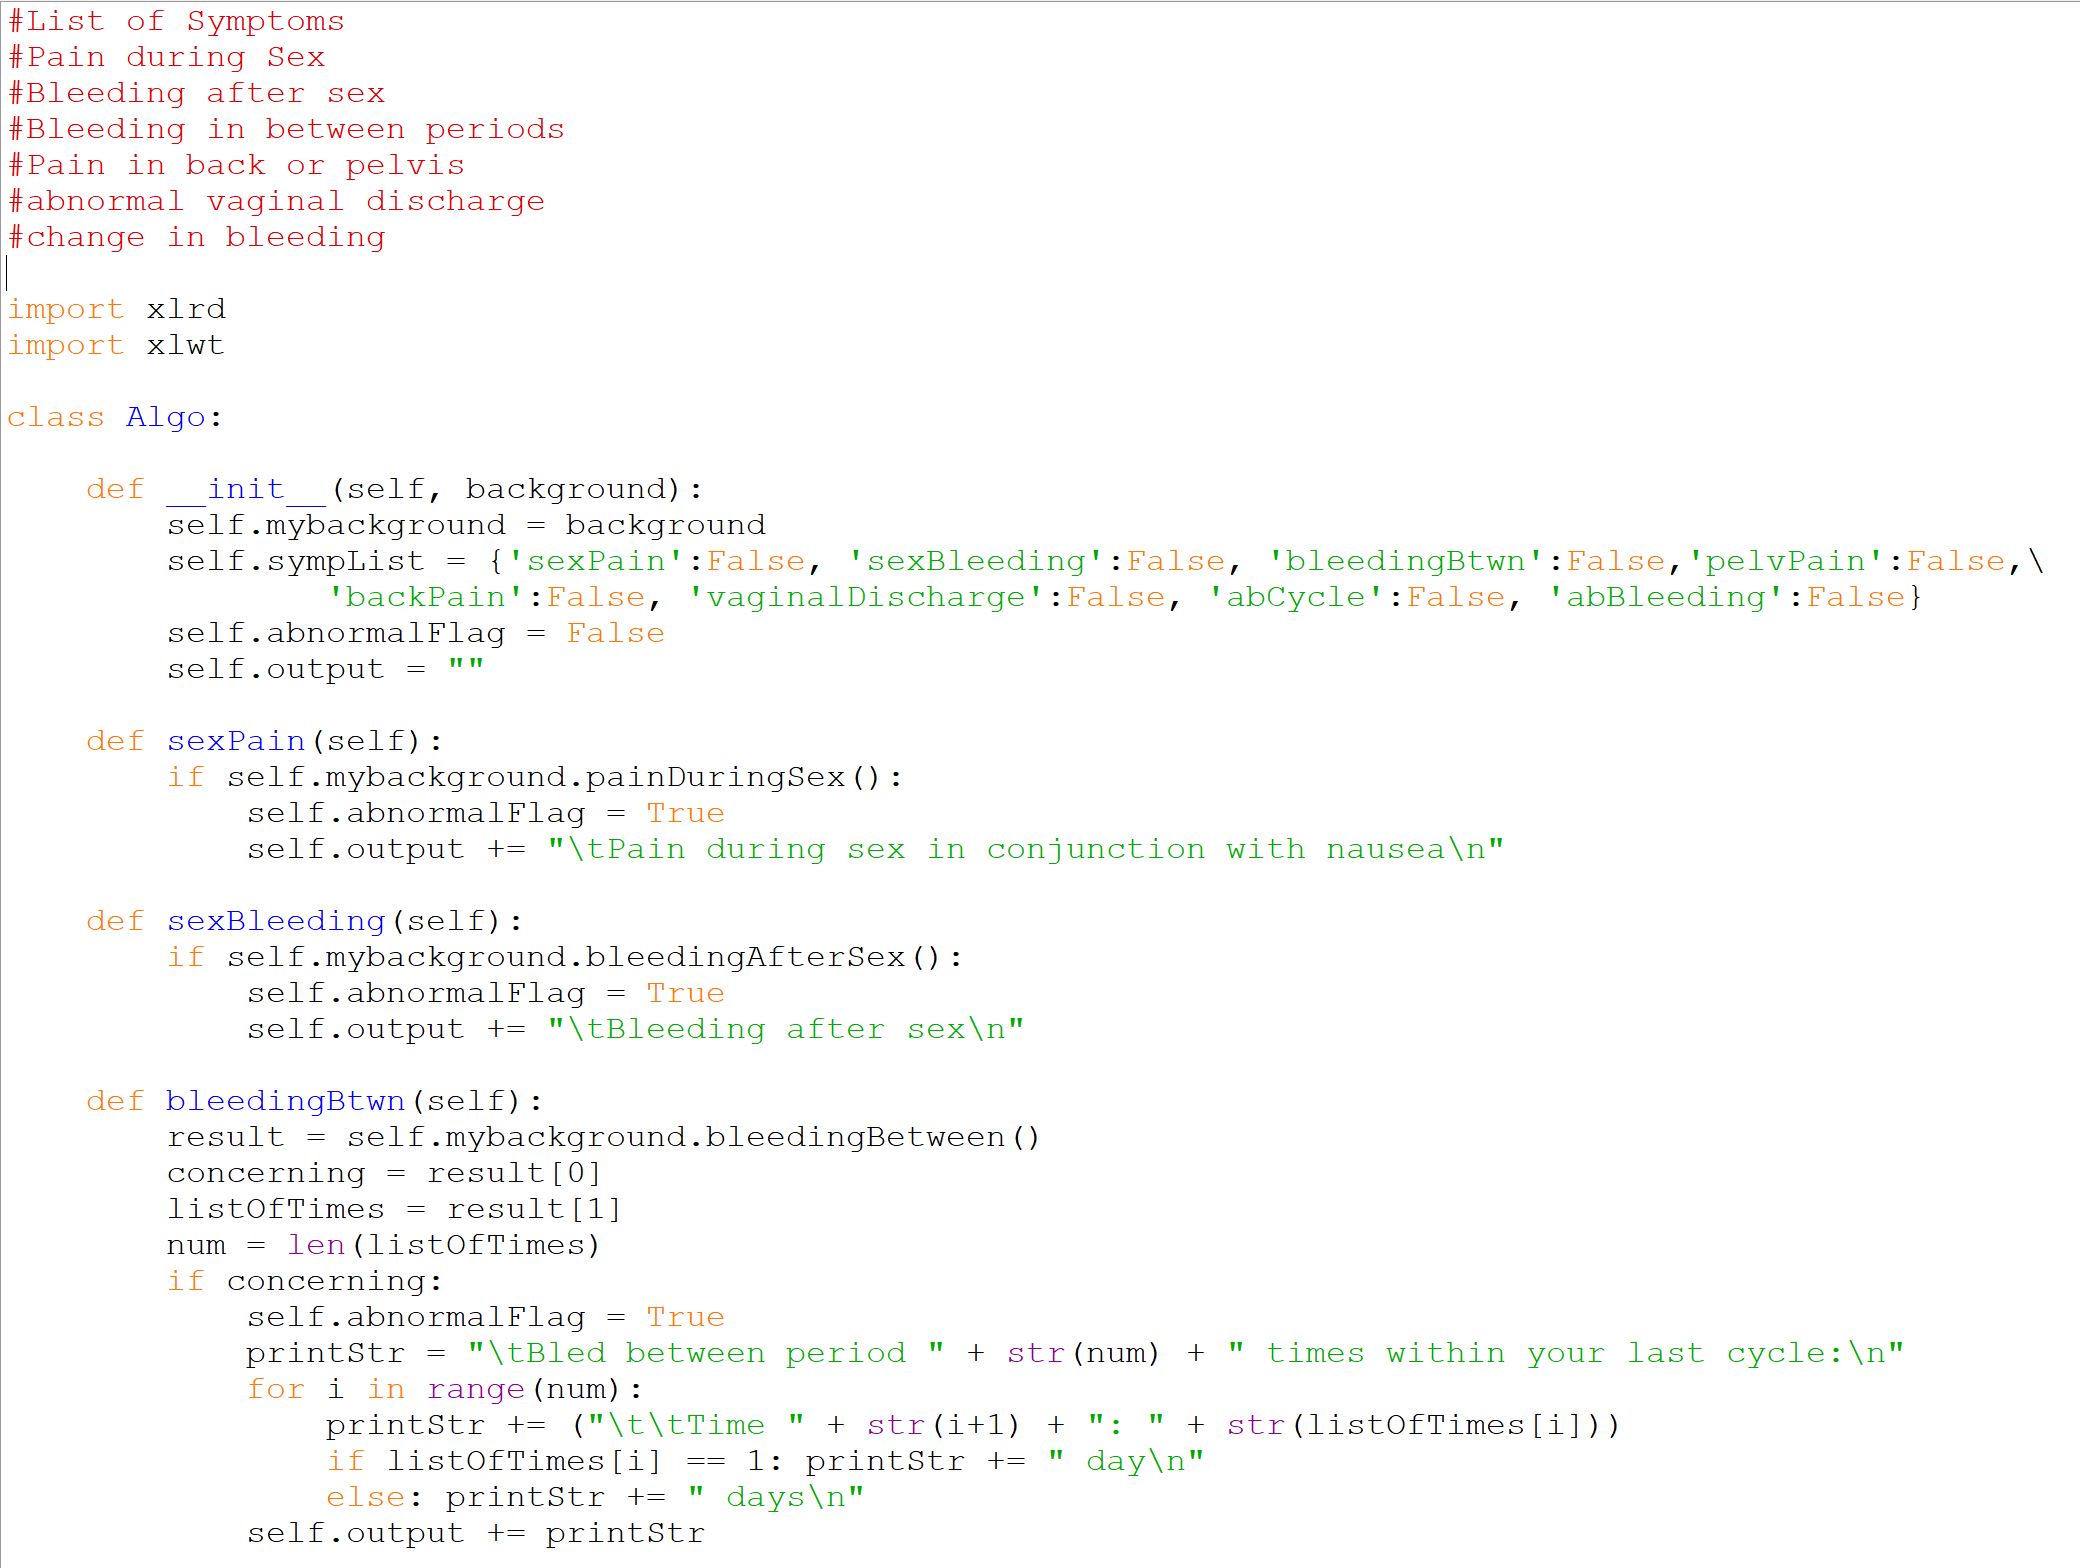 #List of Symptoms
#Pain during Sex
#Bleeding after sex
#Bleeding in between periods
#Pain in back or pelvis
#abnormal vaginal discharge
#change in bleeding

import xlrd
import xlwt

class Algo:

    def __init__(self, background):
        self.mybackground = background
        self.sympList = {'sexPain':False, 'sexBleeding':False, 'bleedingBtwn':False,'pelvPain':False,\
                'backPain':False, 'vaginalDischarge':False, 'abCycle':False, 'abBleeding':False}
        self.abnormalFlag = False
        self.output = ""

    def sexPain(self):
        if self.mybackground.painDuringSex():
            self.abnormalFlag = True
            self.output += "\tPain during sex in conjunction with nausea\n"

    def sexBleeding(self):
        if self.mybackground.bleedingAfterSex():
            self.abnormalFlag = True
            self.output += "\tBleeding after sex\n"

    def bleedingBtwn(self):
        result = self.mybackground.bleedingBetween()
        concerning = result[0]
        listOfTimes = result[1]
        num = len(listOfTimes)
        if concerning:
            self.abnormalFlag = True
            printStr = "\tBled between period " + str(num) + " times within your last cycle:\n"
            for i in range(num):
                printStr += ("\t\tTime " + str(i+1) + ": " + str(listOfTimes[i]))
                if listOfTimes[i] == 1: printStr += " day\n"
                else: printStr += " days\n"
            self.output += printStr